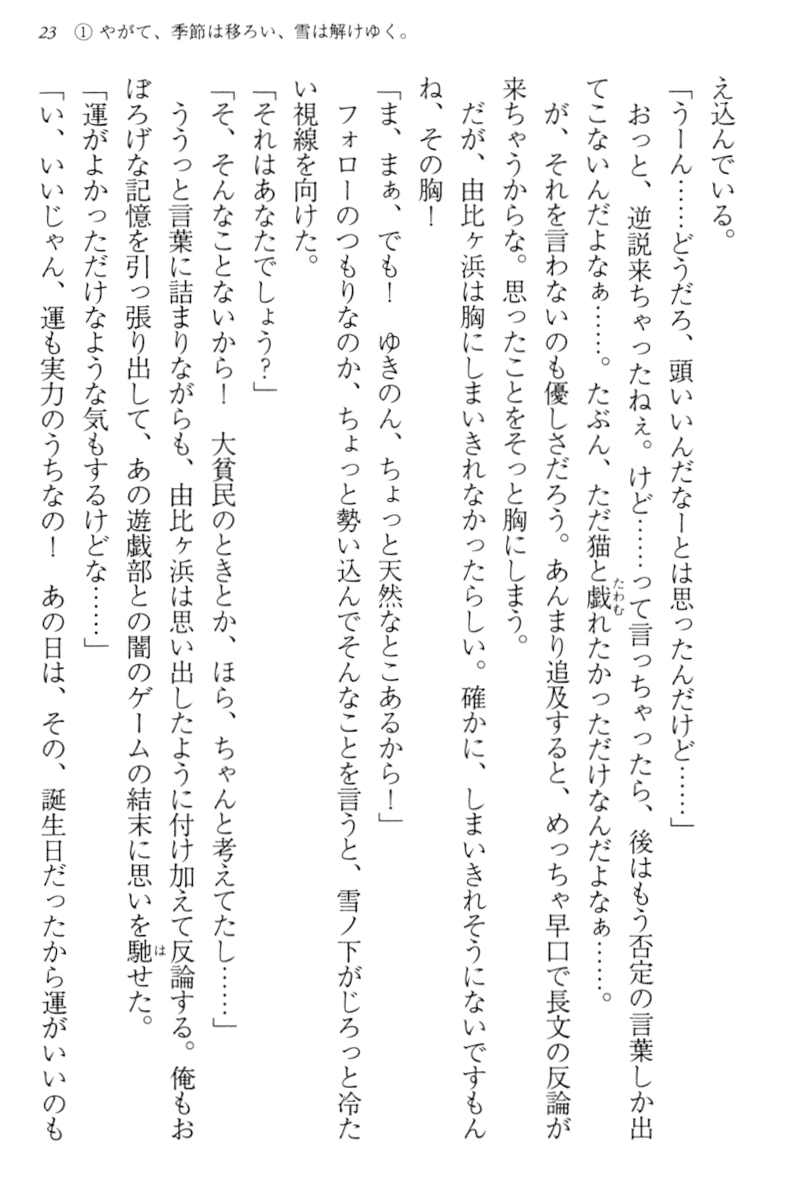 23　① やがて、季節は移ろい、雪は解けゆく。
え込んでいる。
「うーん……どうだろ、頭いいんだなーとは思ったんだけど……」
　おっと、逆説来ちゃったねぇ。けど……って言っちゃったら、後はもう否定の言葉しか出
てこないんだよなぁ……。たぶん、ただ猫と戯れたかっただけなんだよなぁ……。
たわむ
　が、それを言わないのも優しさだろう。あんまり追及すると、めっちゃ早口で長文の反論が
来ちゃうからな。思ったことをそっと胸にしまう。
　だが、由比ヶ浜は胸にしまいきれなかったらしい。確かに、しまいきれそうにないですもん
ね、その胸！
「ま、まぁ、でも！　ゆきのん、ちょっと天然なとこあるから！」
　フォローのつもりなのか、ちょっと勢い込んでそんなことを言うと、雪ノ下がじろっと冷た
い視線を向けた。
「それはあなたでしょう？」
「そ、そんなことないから！　大貧民のときとか、ほら、ちゃんと考えてたし……」
　ううっと言葉に詰まりながらも、由比ヶ浜は思い出したように付け加えて反論する。俺もお
ぼろげな記憶を引っ張り出して、あの遊戯部との闇のゲームの結末に思いを馳せた。
は
「運がよかっただけなような気もするけどな……」
「い、いいじゃん、運も実力のうちなの！　あの日は、その、誕生日だったから運がいいのも